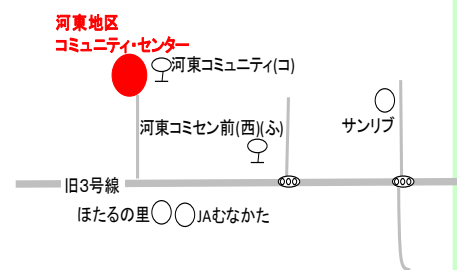 河東地区
コミュニティ・センター
河東コミュニティ(コ)
河東コミセン前(西)(ふ)
サンリブ
旧3号線
ほたるの里
JAむなかた